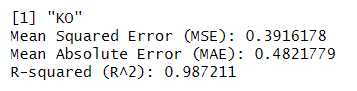 [1] "KO"
Mean Squared Error (MSE): 0.3916178
Mean Absolute Error (MAE): 0.4821779
R-squared (R^2): 0.987211